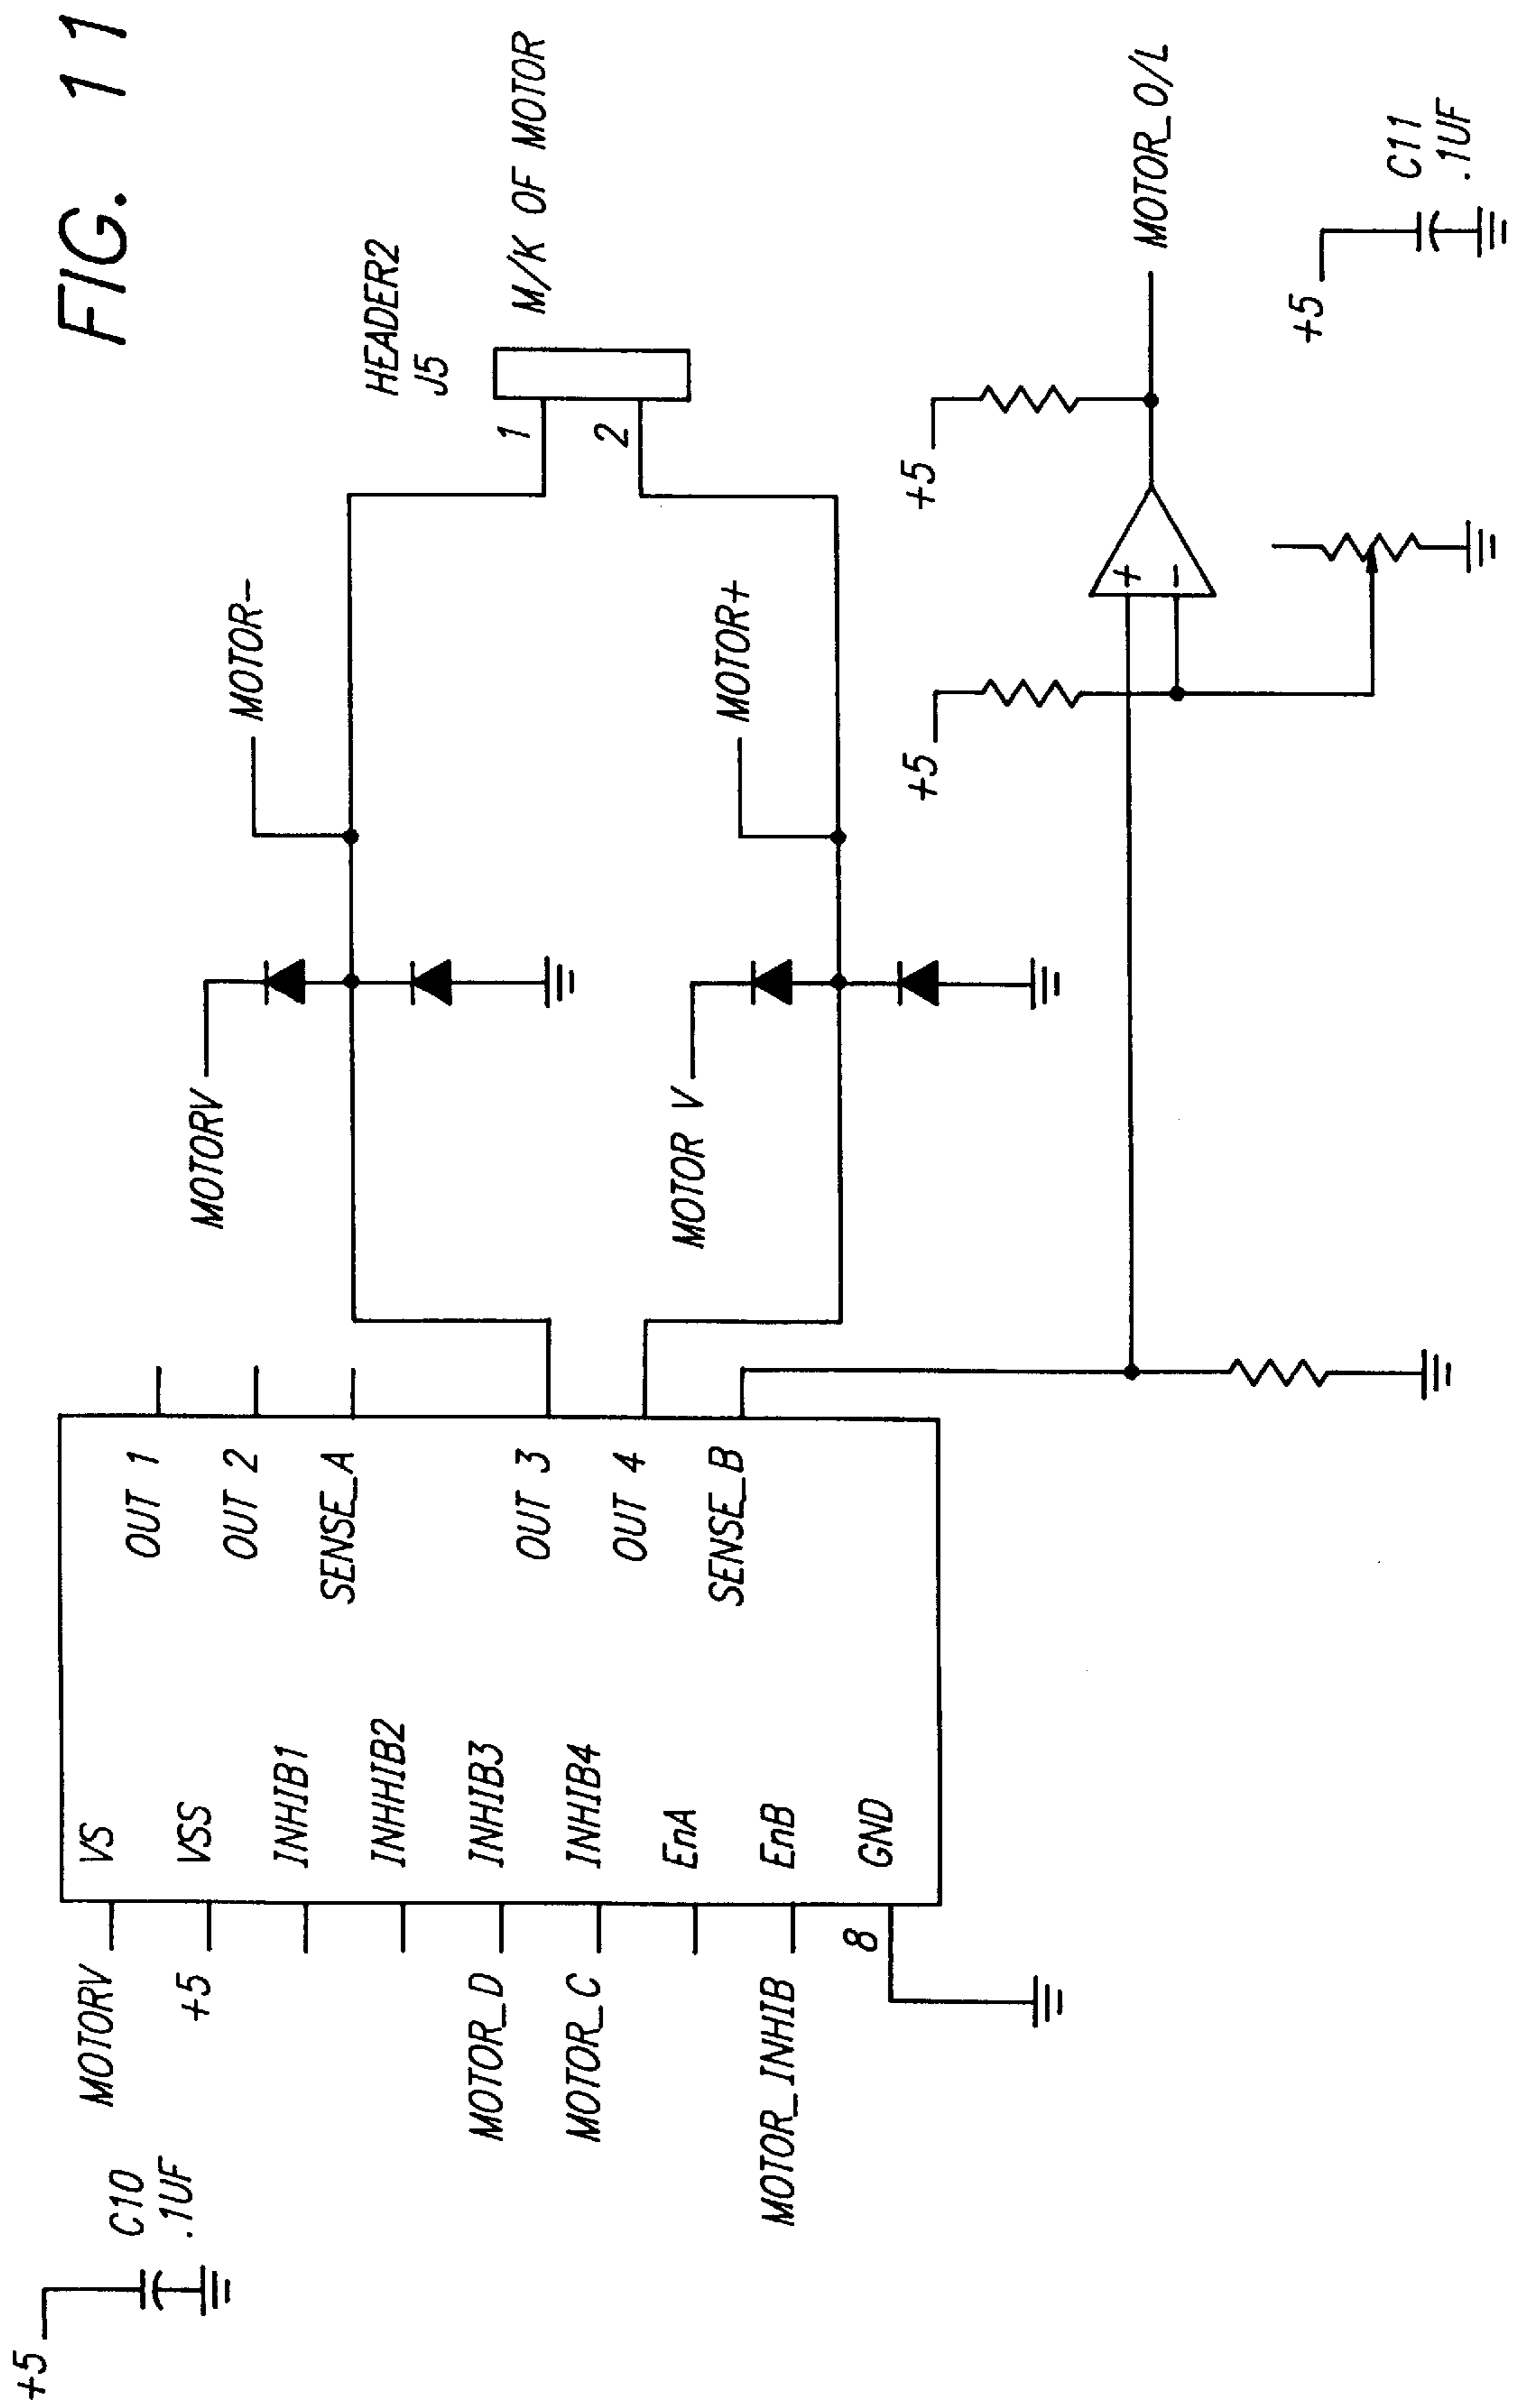 FIG. 11
+5
C10
.1UF
MOTORV
+5
MOTOR_D
MOTOR_C
MOTOR_INHIB
8
VS
VSS
INHIB1
INHHIB2
INHIB3
INHIB4
EnA
EnB
GND
OUT 1
OUT 2
SENSE_A
OUT 3
OUT 4
SENSE_B
MOTORV
MOTOR-
MOTOR V
MOTOR+
HEADER2
J5
1
2
M/K OF MOTOR
+5
+5
+
-
MOTOR_O/L
+5
C11
.1UF